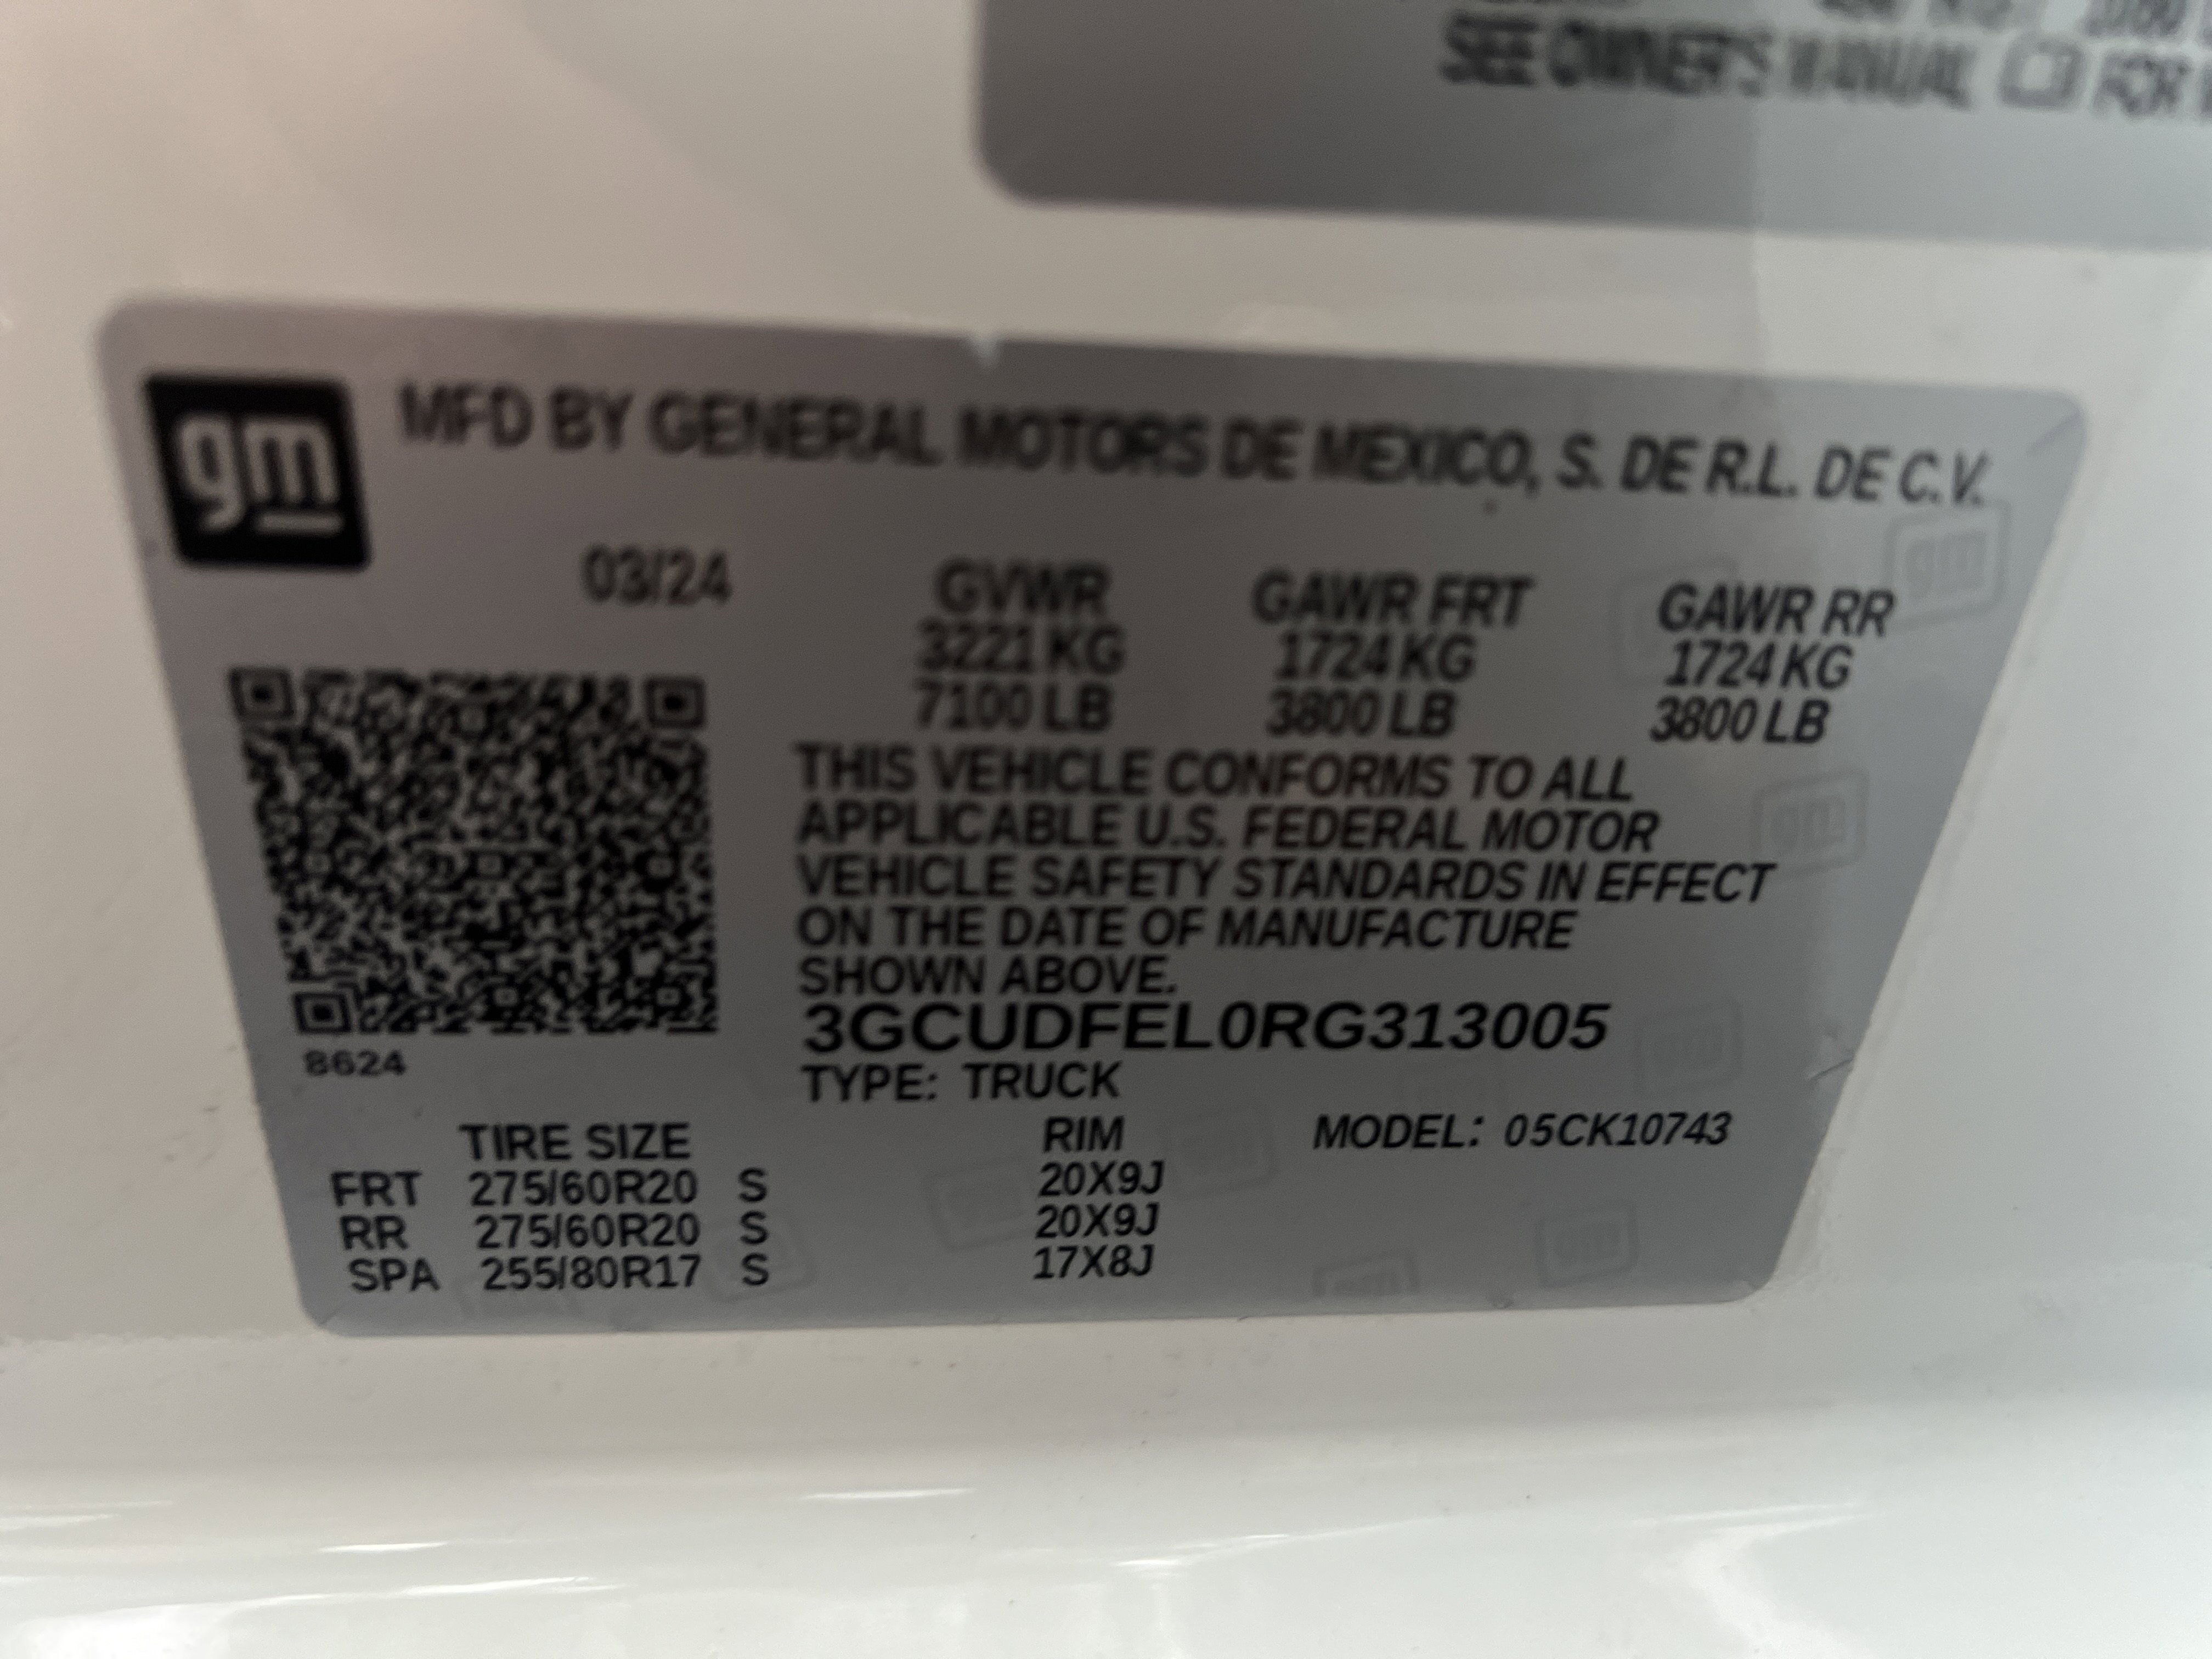 SEE OWNER'S MANUAL FOR
gm
MFD BY GENERAL MOTORS DE MEXICO, S. DE R.L. DE C.V.
03/24 GVWR GAWR FRT GAWR RR
3221 KG 1724 KG 1724 KG
7100 LB 3800 LB 3800 LB
THIS VEHICLE CONFORMS TO ALL
APPLICABLE U.S. FEDERAL MOTOR
VEHICLE SAFETY STANDARDS IN EFFECT
ON THE DATE OF MANUFACTURE
SHOWN ABOVE.
3GCUDFEL0RG313005
8624
TYPE: TRUCK
TIRE SIZE RIM MODEL: 05CK10743
FRT 275/60R20 S 20X9J
RR 275/60R20 S 20X9J
SPA 255/80R17 S 17X8J